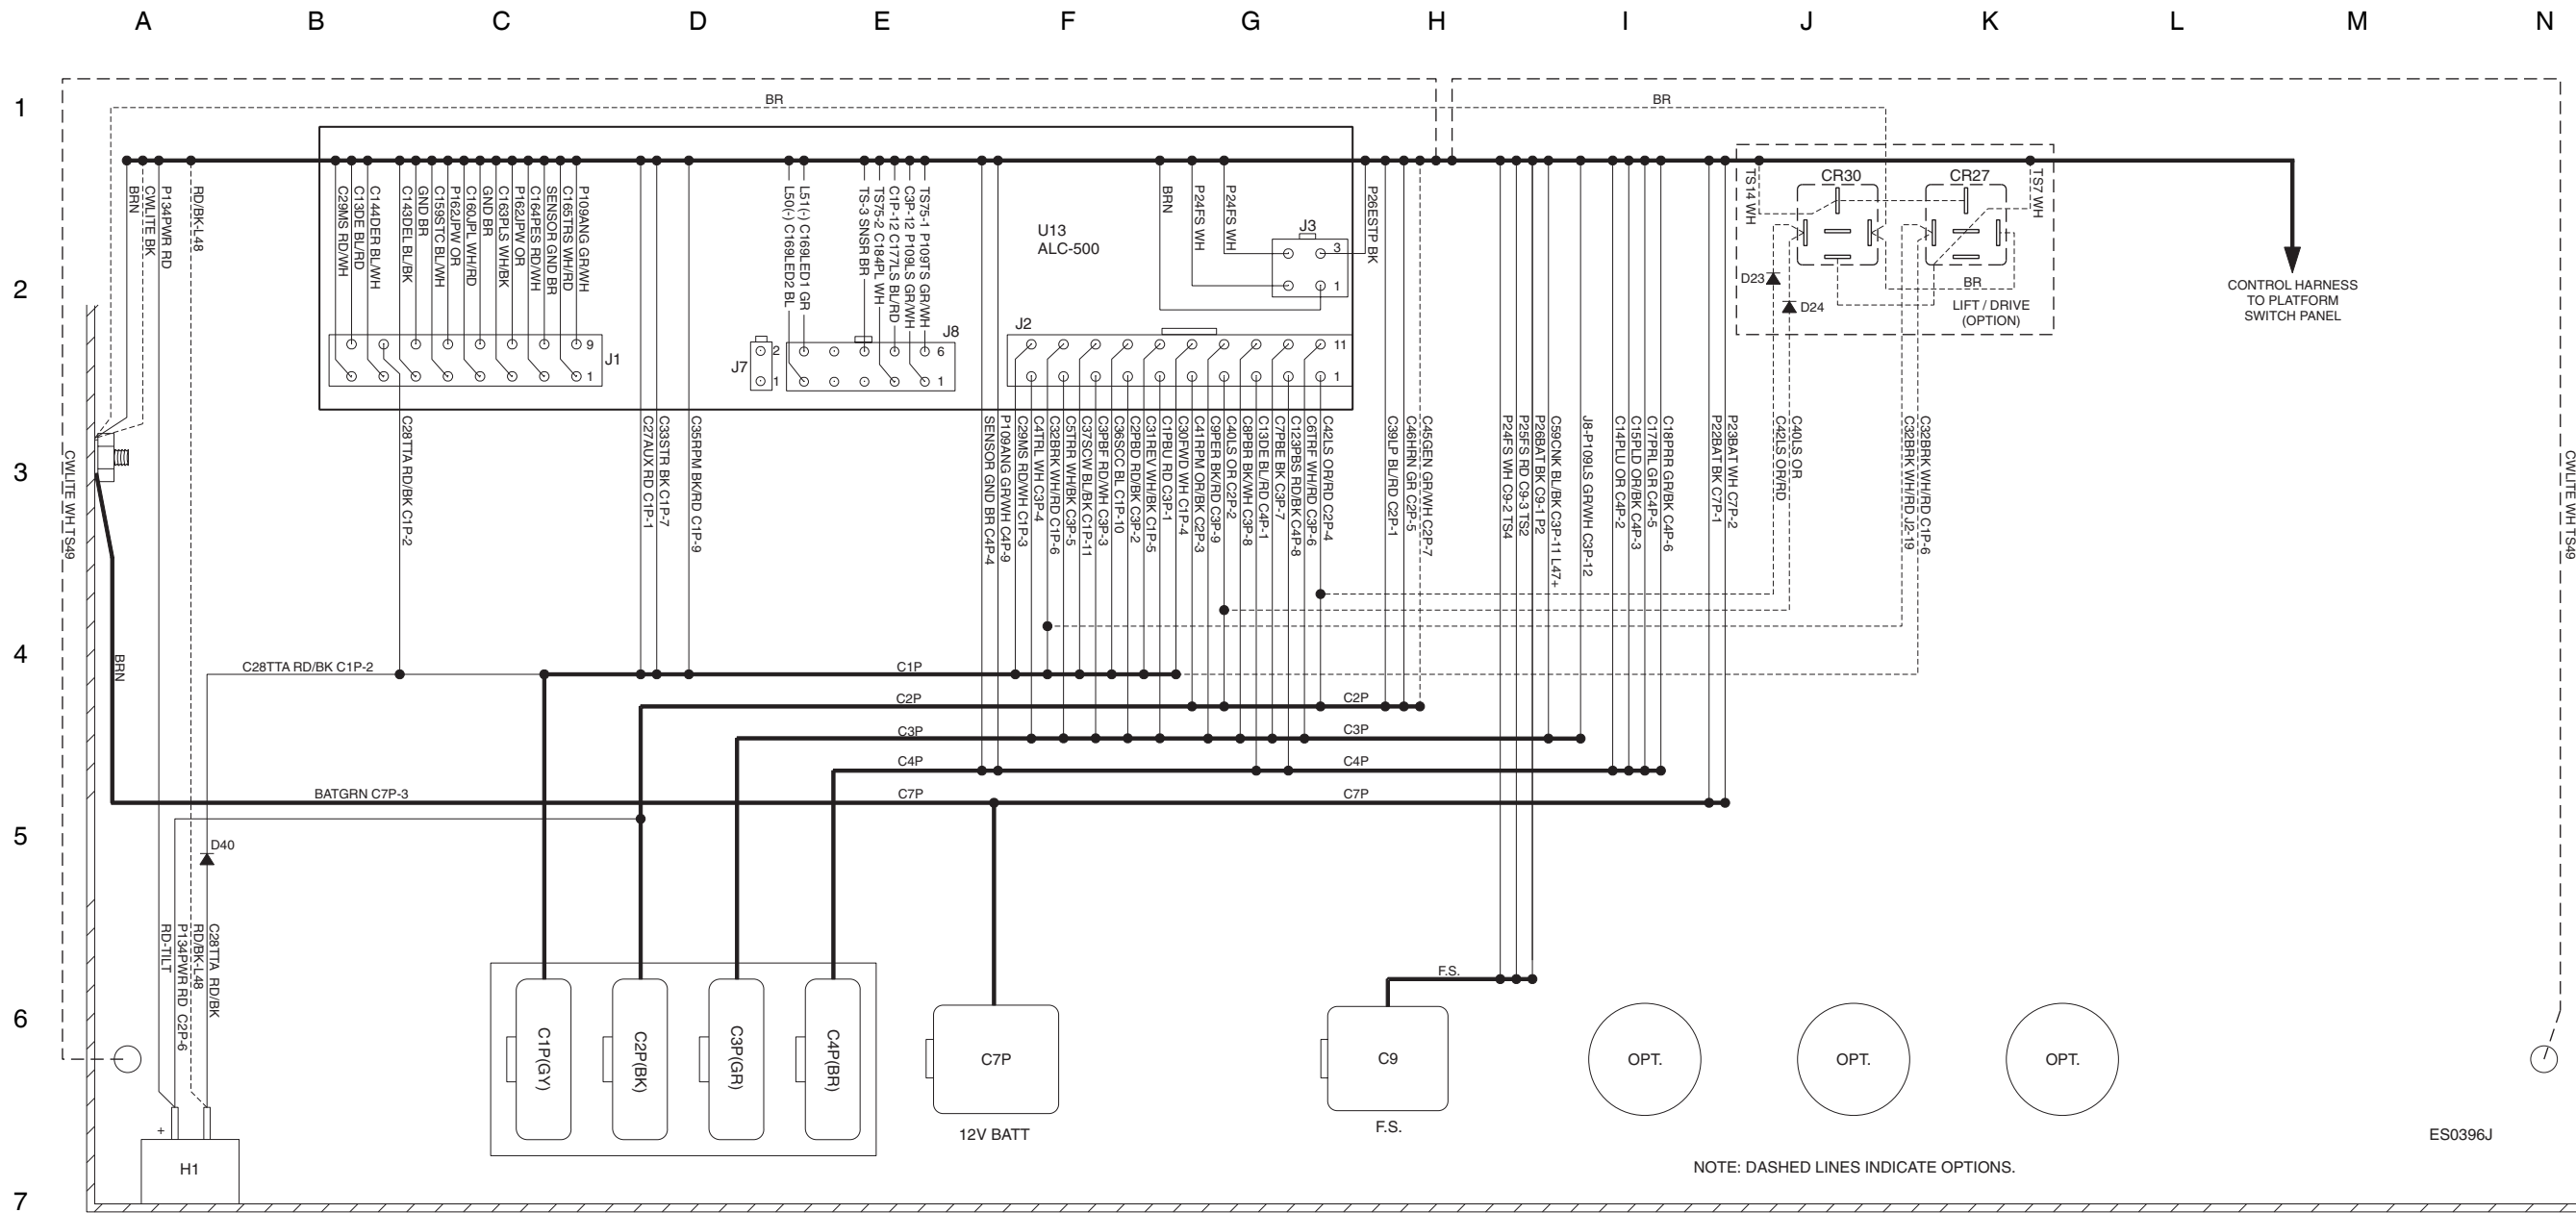 A B C D E F G H I J K L M N
1
2
3
4
5
6
7
BR
BR
BRN
CWLITE BK
P134PWR RD
RD/BK-L48
C29MS RD/WH
C13DE BL/RD
C144DER BL/WH
C143DEL BL/BK
GND BR
C159STC BL/WH
P162JPW OR
C160JPL WH/RD
GND BR
C163PLS WH/BK
P162JPW OR
C164PES RD/WH
SENSOR GND BR
C165TRS WH/RD
P109ANG GR/WH
9
1
J1
L50(-) C169LED2 BL
L51(-) C169LED1 GR
TS-3 SNSR BR
TS75-2 C184PL WH
C1P-12 C177LS BL/RD
C3P-12 P109LS GR/WH
TS75-1 P109TS GR/WH
J7
2
1
J8
6
1
U13
ALC-500
BRN
P24FS WH
P24FS WH
J3
3
1
P26ESTP BK
J2
11
1
TS14 WH
CR30
CR27
TS7 WH
D23
D24
BR
LIFT / DRIVE
(OPTION)
CONTROL HARNESS
TO PLATFORM
SWITCH PANEL
CWLITE WH TS49
CWLITE WH TS49
C28TTA RD/BK C1P-2
C27AUX RD C1P-1
C33STR BK C1P-7
C35RPM BK/RD C1P-9
SENSOR GND BR C4P-4
P109ANG GR/WH C4P-9
C29MS RD/WH C1P-3
C4TRL WH C3P-4
C32BRK WH/RD C1P-6
C5TRR WH/BK C3P-5
C37SCW BL/BK C1P-11
C3PBF RD/WH C3P-3
C36SCC BL C1P-10
C2PBD RD/BK C3P-2
C31REV WH/BK C1P-5
C1PBU RD C3P-1
C30FWD WH C1P-4
C41RPM OR/BK C2P-3
C9PER BK/RD C3P-9
C40LS OR C2P-2
C8PBR BK/WH C3P-8
C13DE BL/RD C4P-1
C7PBE BK C3P-7
C123PBS RD/BK C4P-8
C6TRF WH/RD C3P-6
C42LS OR/RD C2P-4
C39LP BL/RD C2P-1
C46HRN GR C2P-5
C45GEN GR/WH C2P-7
P24FS WH C9-2 TS4
P25FS RD C9-3 TS2
P26BAT BK C9-1 P2
C59CNK BL/BK C3P-11 L47+
J8-P109LS GR/WH C3P-12
C14PLU OR C4P-2
C15PLD OR/BK C4P-3
C17PRL GR C4P-5
C18PRR GR/BK C4P-6
P22BAT BK C7P-1
P23BAT WH C7P-2
C42LS OR/RD
C40LS OR
C32BRK WH/RD J2-19
C32BRK WH/RD C1P-6
BRN
C28TTA RD/BK C1P-2
C1P
C2P
C2P
C3P
C3P
C4P
C4P
BATGRN C7P-3
C7P
C7P
D40
RD-TILT
P134PWR RD C2P-6
RD/BK-L48
C28TTA RD/BK
F.S.
C1P(GY)
C2P(BK)
C3P(GR)
C4P(BR)
C7P
12V BATT
C9
F.S.
OPT.
OPT.
OPT.
+
H1
ES0396J
NOTE: DASHED LINES INDICATE OPTIONS.